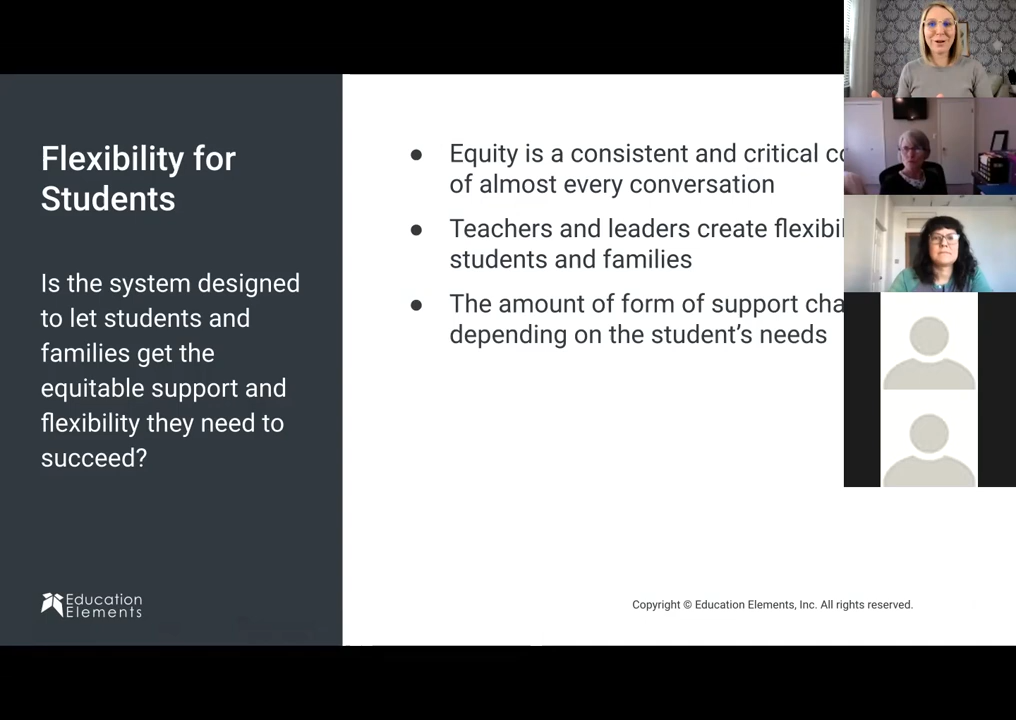 Flexibility for
Students
Is the system designed
to let students and
families get the
equitable support and
flexibility they need to
succeed?
Education
Elements
● Equity is a consistent and critical
of almost every conversation
● Teachers and leaders create
students and families
● The amount of form of support
depending on the student’s needs
Copyright © Education Elements, Inc. All rights reserved.